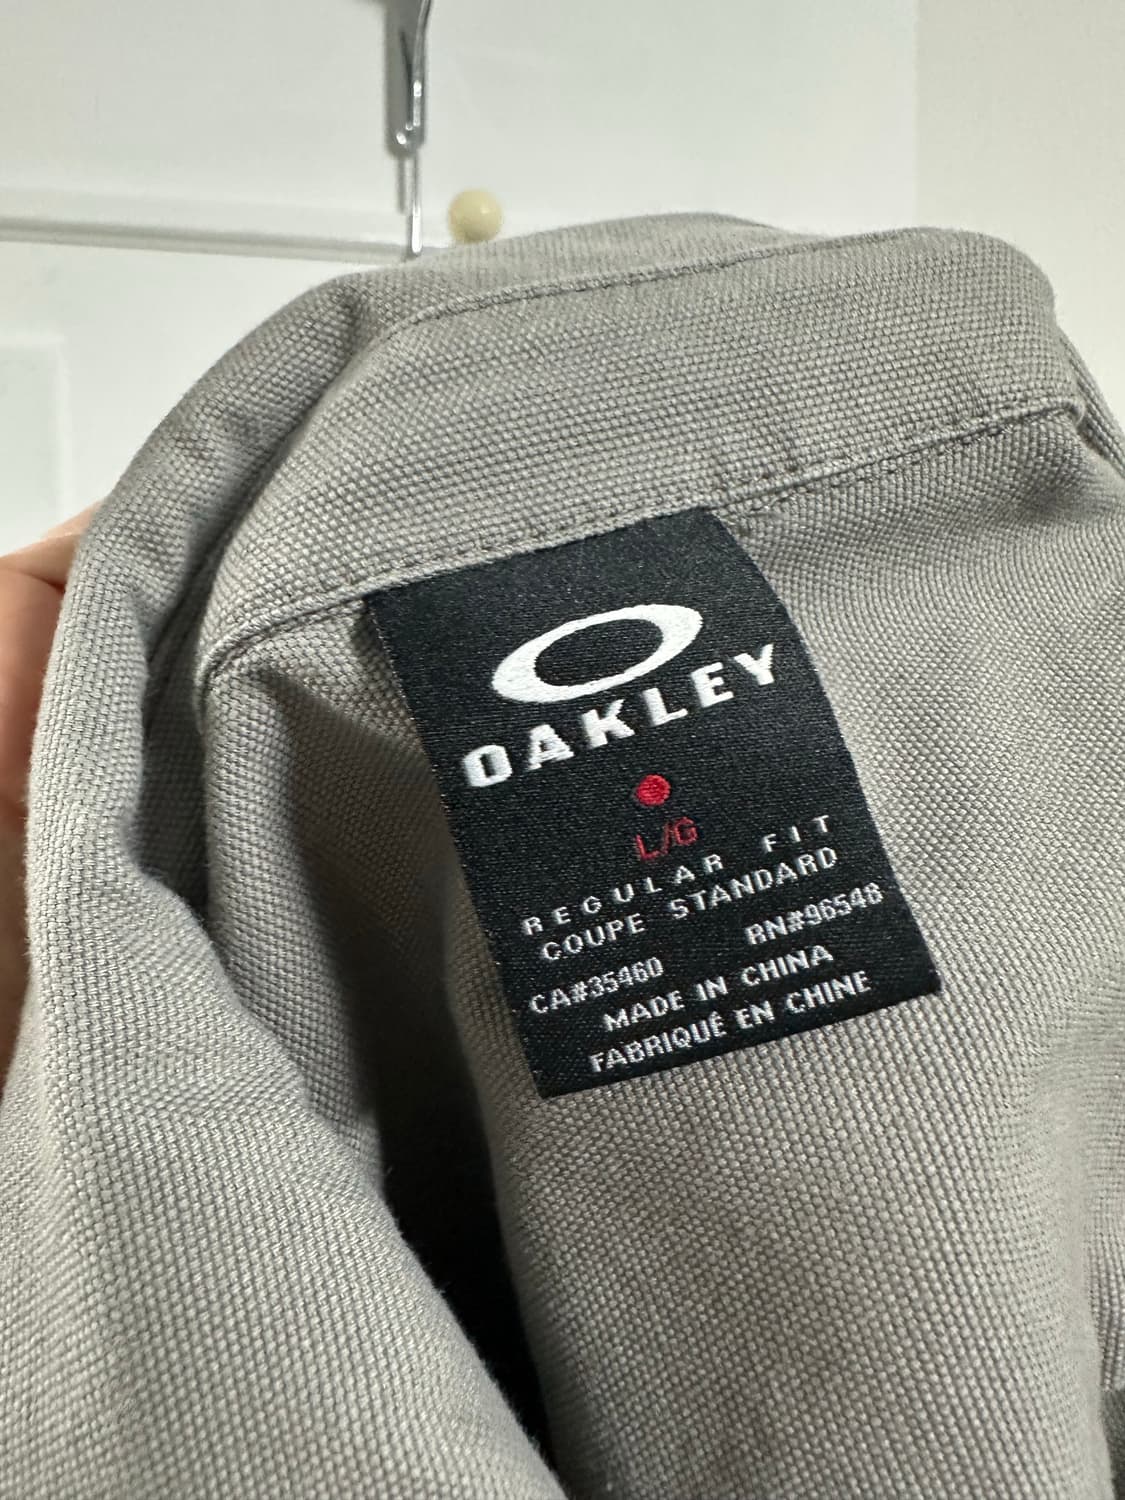 OAKLEY
L/G
REGULAR FIT
COUPE STANDARD
CA#35460 RN#96548
MADE IN CHINA
FABRIQUÉ EN CHINE